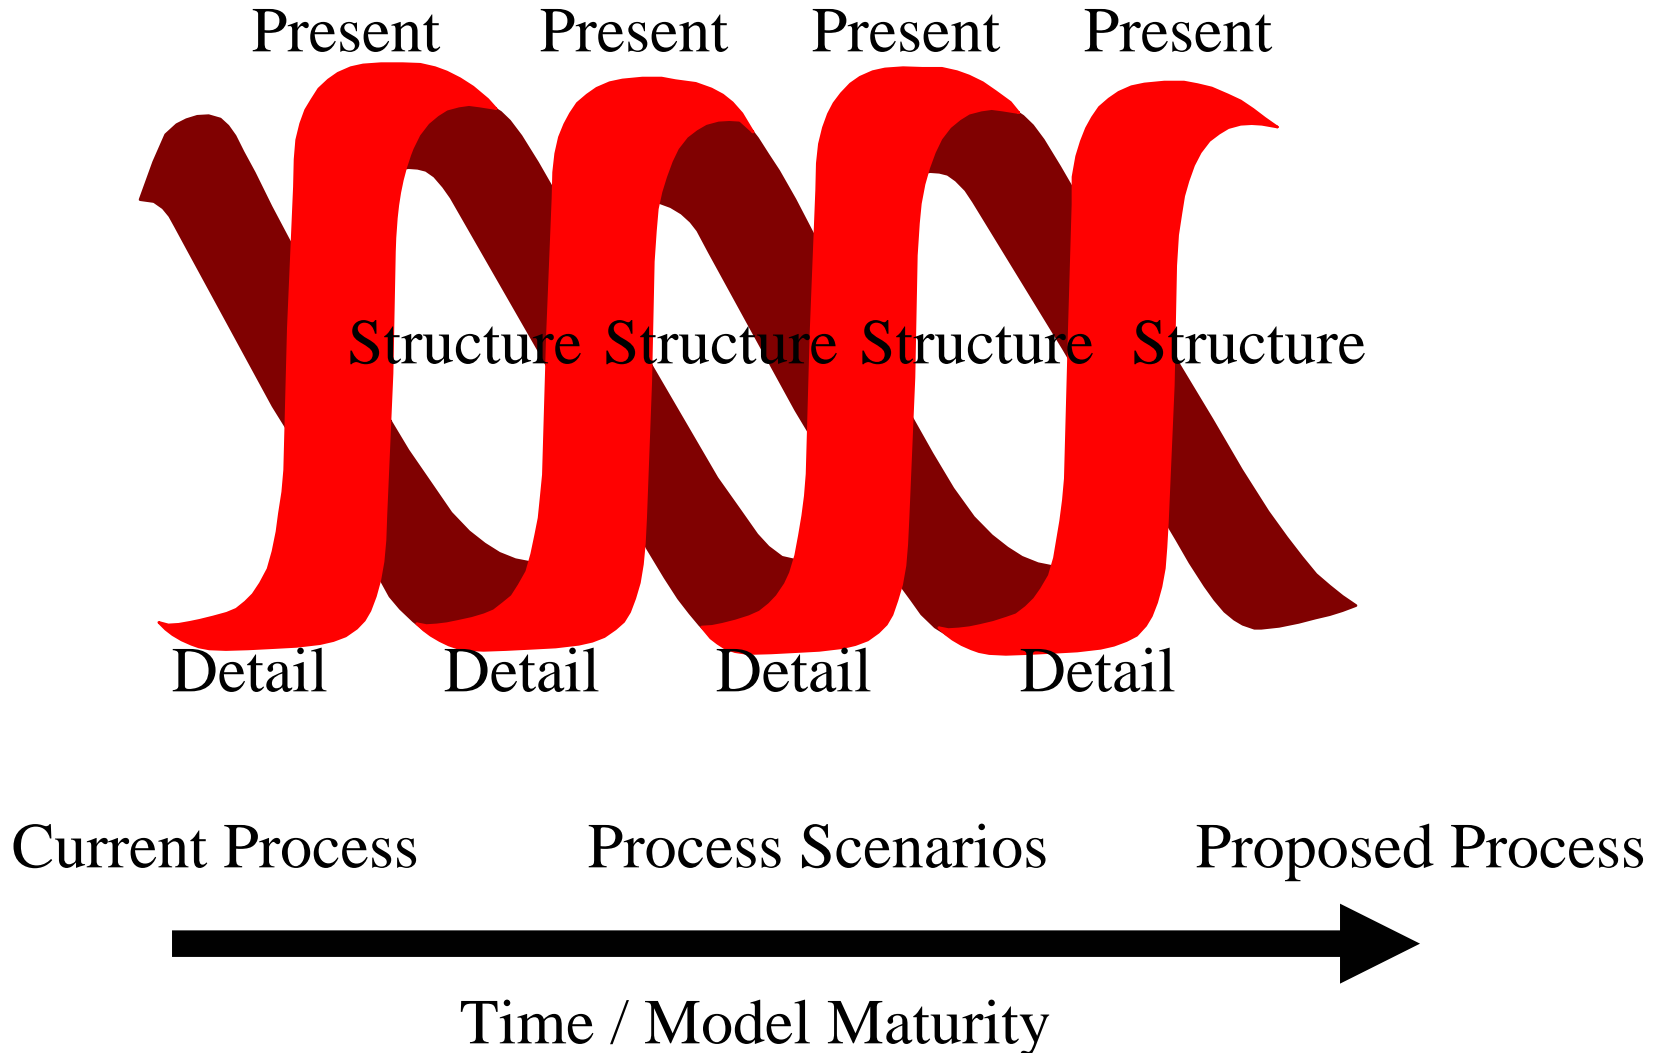 Present Present Present Present
Structure Structure Structure Structure
Detail Detail Detail Detail
Current Process Process Scenarios Proposed Process
Time / Model Maturity